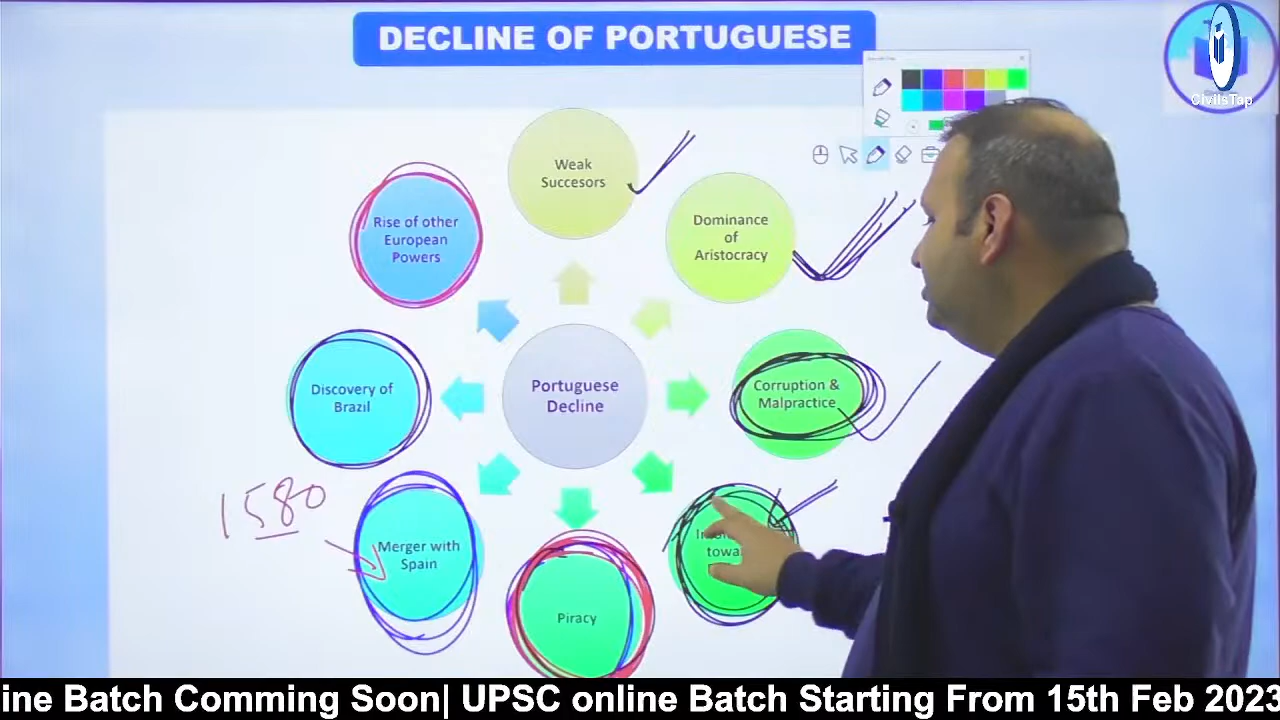 DECLINE OF PORTUGUESE
CivilsTap
Weak
Succesors
Dominance
of
Aristocracy
Rise of other
European
Powers
Discovery of
Brazil
Portuguese
Decline
Corruption &
Malpractice
1580
Merger with
Spain
Piracy
ine Batch Comming Soon| UPSC online Batch Starting From 15th Feb 2023